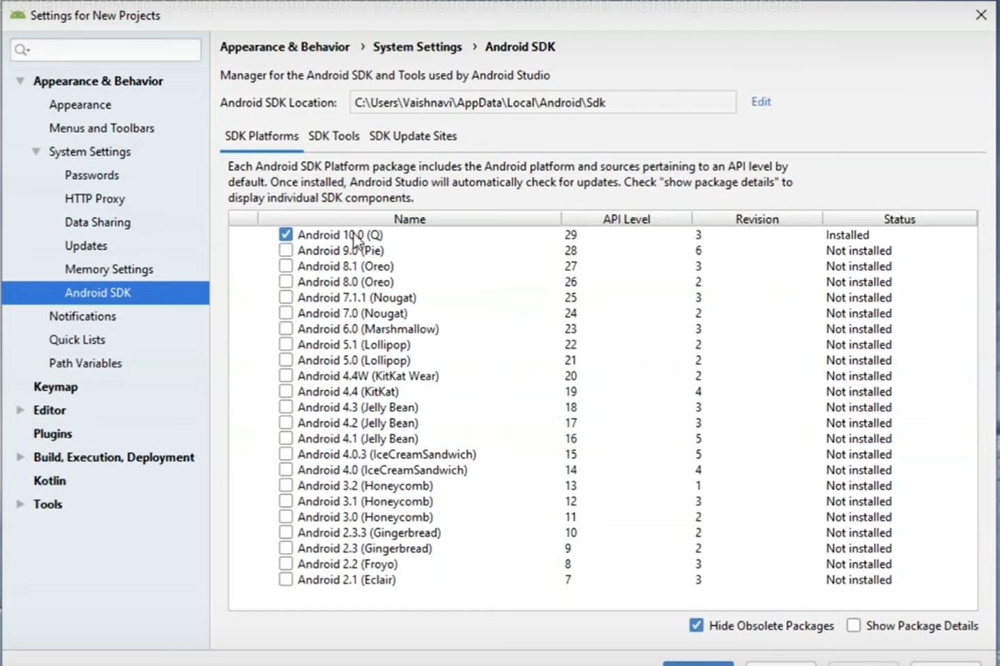 utorial | How to Setup Android SDK? | Android Development Training | Edureka
Settings for New Projects
Appearance & Behavior
Appearance
Menus and Toolbars
System Settings
Passwords
HTTP Proxy
Data Sharing
Updates
Memory Settings
Android SDK
Notifications
Quick Lists
Path Variables
Keymap
Editor
Plugins
Build, Execution, Deployment
Kotlin
Tools
Appearance & Behavior › System Settings › Android SDK
Manager for the Android SDK and Tools used by Android Studio
Android SDK Location: C:\Users\Vaishnavi\AppData\Local\Android\Sdk Edit
SDK Platforms SDK Tools SDK Update Sites
Each Android SDK Platform package includes the Android platform and sources pertaining to an API level by
default. Once installed, Android Studio will automatically check for updates. Check "show package details" to
display individual SDK components.
Name API Level Revision Status
Android 10.0 (Q) 29 3 Installed
Android 9.0 (Pie) 28 6 Not installed
Android 8.1 (Oreo) 27 3 Not installed
Android 8.0 (Oreo) 26 2 Not installed
Android 7.1.1 (Nougat) 25 3 Not installed
Android 7.0 (Nougat) 24 2 Not installed
Android 6.0 (Marshmallow) 23 3 Not installed
Android 5.1 (Lollipop) 22 2 Not installed
Android 5.0 (Lollipop) 21 2 Not installed
Android 4.4W (KitKat Wear) 20 2 Not installed
Android 4.4 (KitKat) 19 4 Not installed
Android 4.3 (Jelly Bean) 18 3 Not installed
Android 4.2 (Jelly Bean) 17 3 Not installed
Android 4.1 (Jelly Bean) 16 5 Not installed
Android 4.0.3 (IceCreamSandwich) 15 5 Not installed
Android 4.0 (IceCreamSandwich) 14 4 Not installed
Android 3.2 (Honeycomb) 13 1 Not installed
Android 3.1 (Honeycomb) 12 3 Not installed
Android 3.0 (Honeycomb) 11 2 Not installed
Android 2.3.3 (Gingerbread) 10 2 Not installed
Android 2.3 (Gingerbread) 9 2 Not installed
Android 2.2 (Froyo) 8 3 Not installed
Android 2.1 (Eclair) 7 3 Not installed
Hide Obsolete Packages Show Package Details